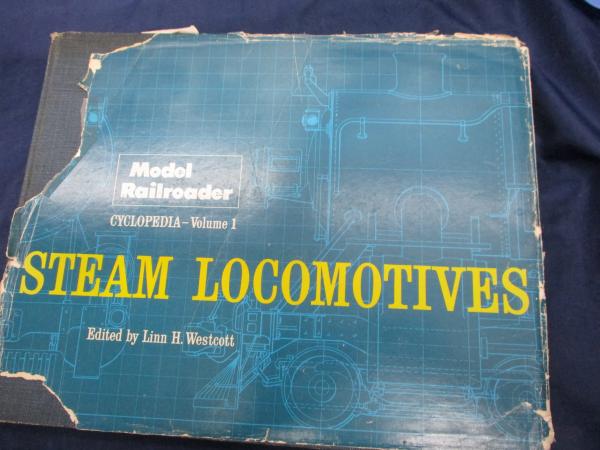 Model
Railroader
CYCLOPEDIA – Volume 1
STEAM LOCOMOTIVES
Edited by Linn H. Westcott